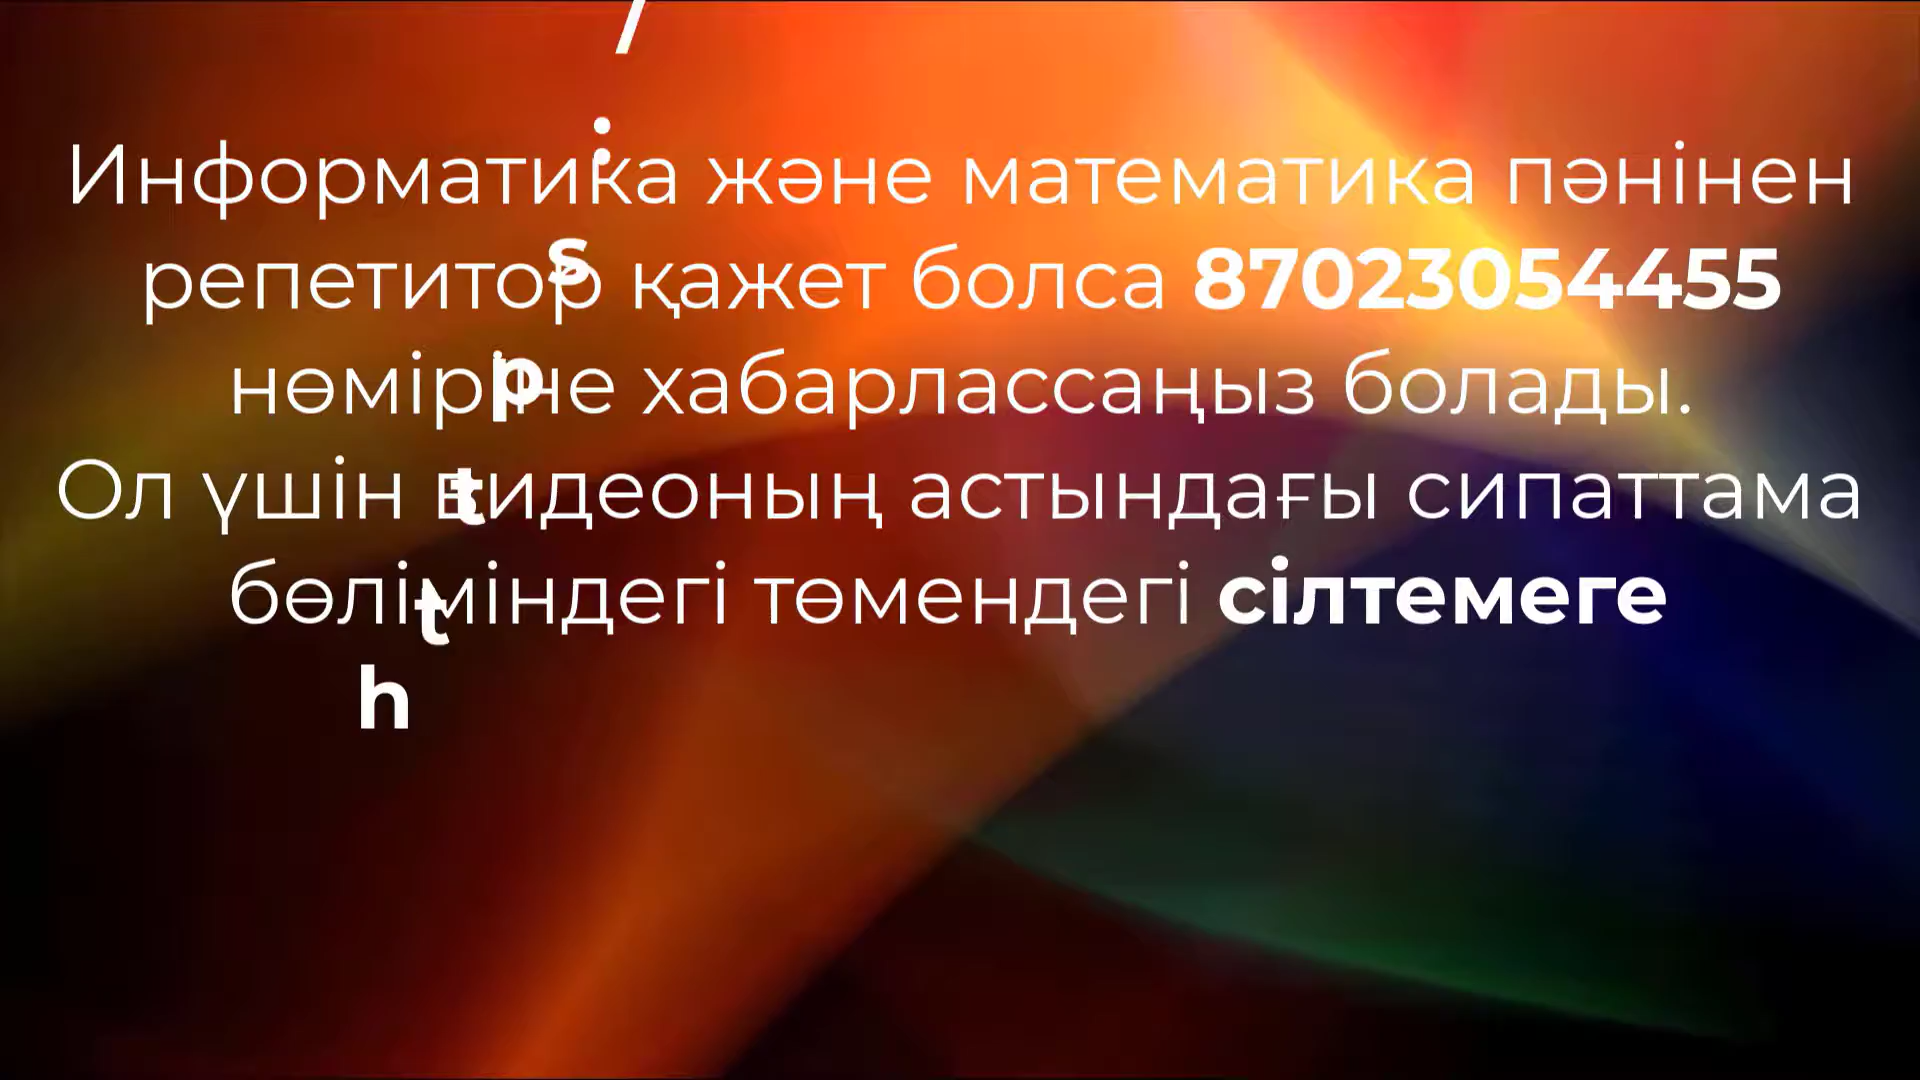 Информатика және математика пәнінен
репетитор қажет болса 87023054455
нөміріне хабарлассаңыз болады.
Ол үшін видеоның астындағы сипаттама
бөліміндегі төмендегі сілтемеге
https:/